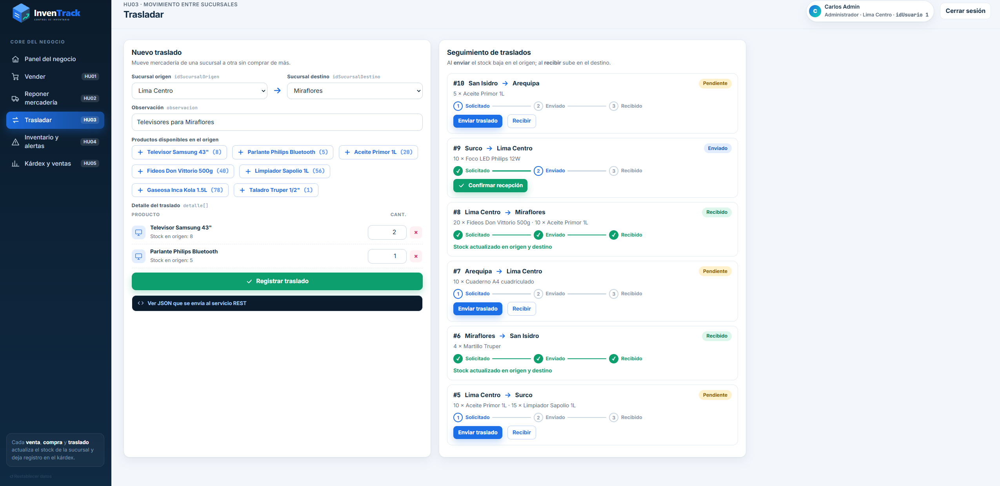 InvenTrack
CONTROL DE INVENTARIO
CORE DEL NEGOCIO
Panel del negocio
Vender HU01
Reponer mercadería HU02
Trasladar HU03
Inventario y alertas HU04
Kárdex y ventas HU05
Cada venta, compra y traslado
actualiza el stock de la sucursal y
deja registro en el kárdex.
↺ Restablecer datos
HU03 · MOVIMIENTO ENTRE SUCURSALES
Trasladar
C
Carlos Admin
Administrador · Lima Centro · idUsuario 1
Cerrar sesión
Nuevo traslado
Mueve mercadería de una sucursal a otra sin comprar de más.
Sucursal origen idSucursalOrigen
Sucursal destino idSucursalDestino
Lima Centro → Miraflores
Observación observacion
Televisores para Miraflores
Productos disponibles en el origen
+ Televisor Samsung 43" (8) + Parlante Philips Bluetooth (5) + Aceite Primor 1L (20)
+ Fideos Don Vittorio 500g (40) + Limpiador Sapolio 1L (56)
+ Gaseosa Inca Kola 1.5L (78) + Taladro Truper 1/2" (1)
Detalle del traslado detalle[]
PRODUCTO CANT.
Televisor Samsung 43"
Stock en origen: 8
2 ×
Parlante Philips Bluetooth
Stock en origen: 5
1 ×
✓ Registrar traslado
<> Ver JSON que se envía al servicio REST
Seguimiento de traslados
Al enviar el stock baja en el origen; al recibir sube en el destino.
#10 San Isidro → Arequipa Pendiente
5 × Aceite Primor 1L
1 Solicitado 2 Enviado 3 Recibido
Enviar traslado Recibir
#9 Surco → Lima Centro Enviado
10 × Foco LED Philips 12W
✓ Solicitado 2 Enviado 3 Recibido
✓ Confirmar recepción
#8 Lima Centro → Miraflores Recibido
20 × Fideos Don Vittorio 500g · 10 × Aceite Primor 1L
✓ Solicitado ✓ Enviado ✓ Recibido
Stock actualizado en origen y destino
#7 Arequipa → Lima Centro Pendiente
10 × Cuaderno A4 cuadriculado
1 Solicitado 2 Enviado 3 Recibido
Enviar traslado Recibir
#6 Miraflores → San Isidro Recibido
4 × Martillo Truper
✓ Solicitado ✓ Enviado ✓ Recibido
Stock actualizado en origen y destino
#5 Lima Centro → Surco Pendiente
10 × Aceite Primor 1L · 15 × Limpiador Sapolio 1L
1 Solicitado 2 Enviado 3 Recibido
Enviar traslado Recibir